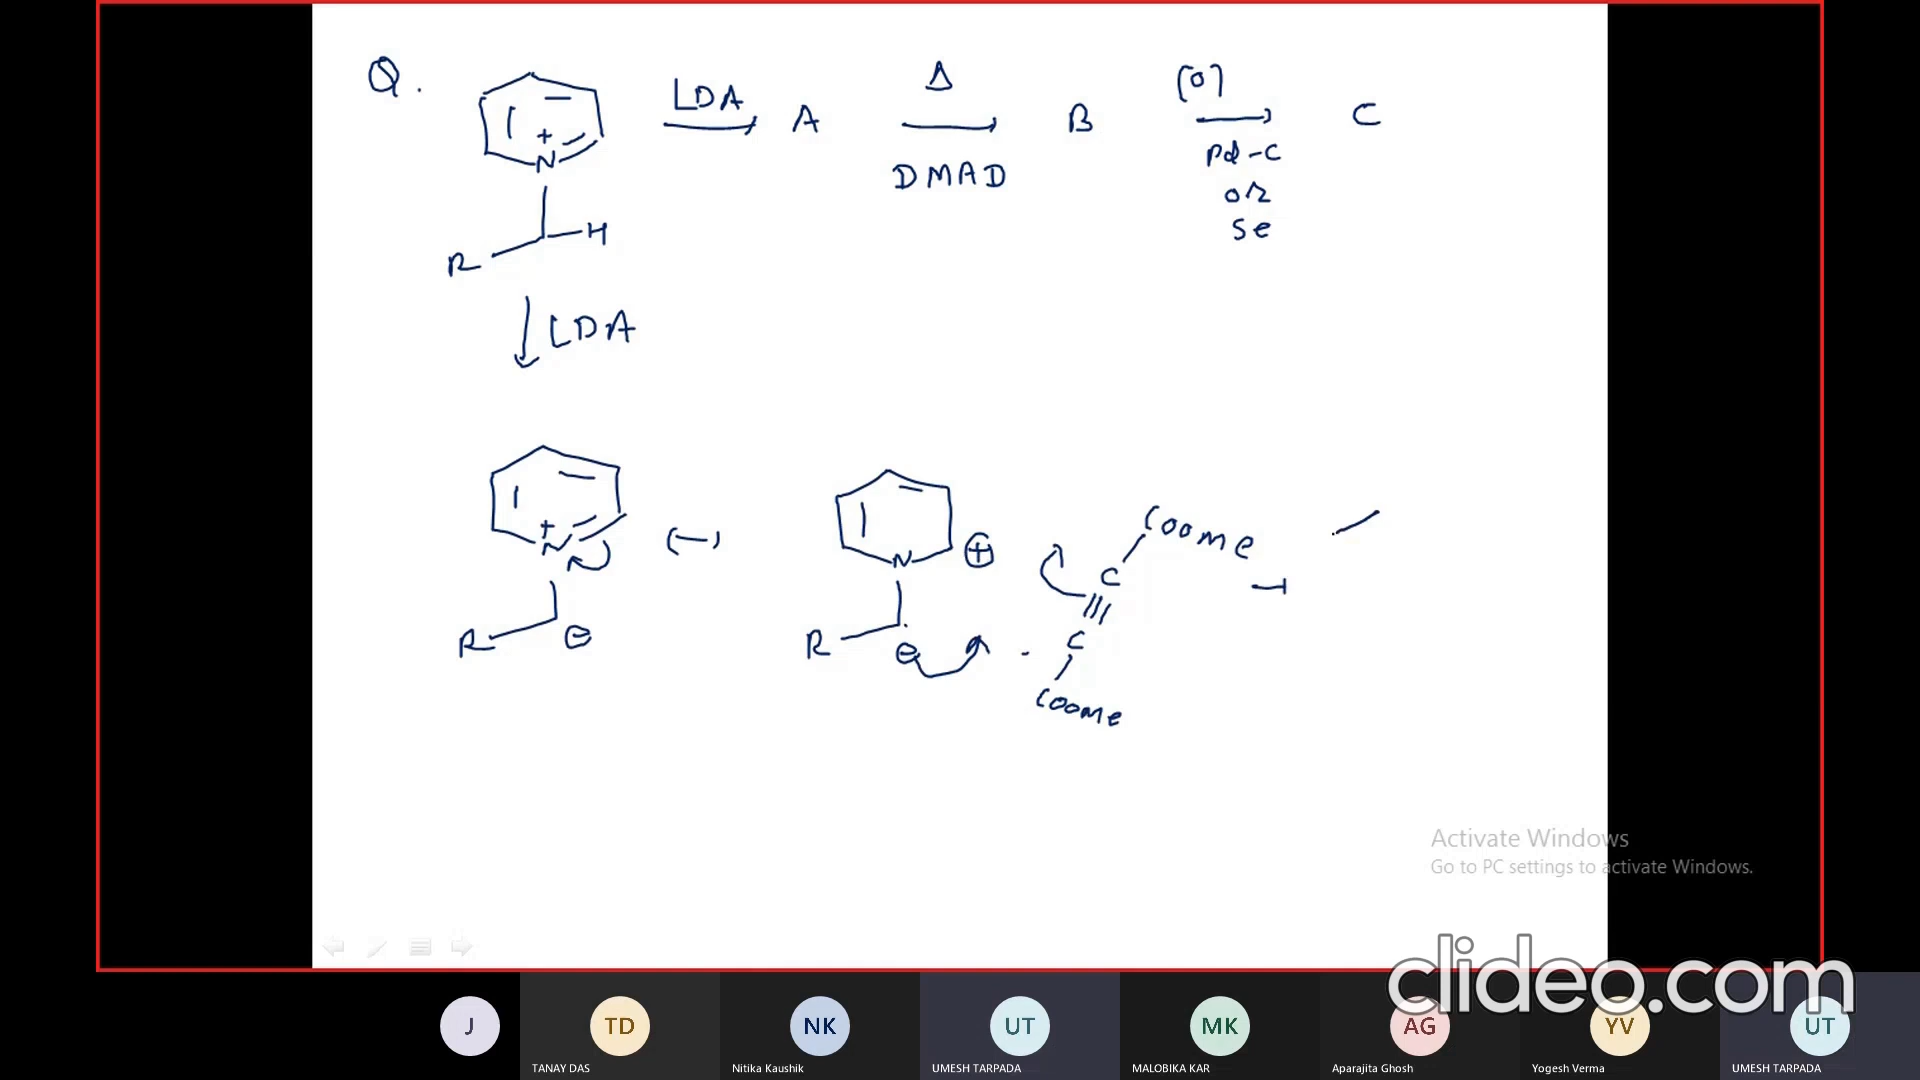 Q.
LDA
A
Δ
DMAD
B
[O]
Pd-C
or
Se
C
+
N
R
H
LDA
+
N
R
⊖
N
⊕
R
⊖
C
COOMe
C
COOMe
Activate Windows
Go to PC settings to activate Windows.
clideo.com
J
TD
TANAY DAS
NK
Nitika Kaushik
UT
UMESH TARPADA
MK
MALOBIKA KAR
AG
Aparajita Ghosh
YV
Yogesh Verma
UT
UMESH TARPADA